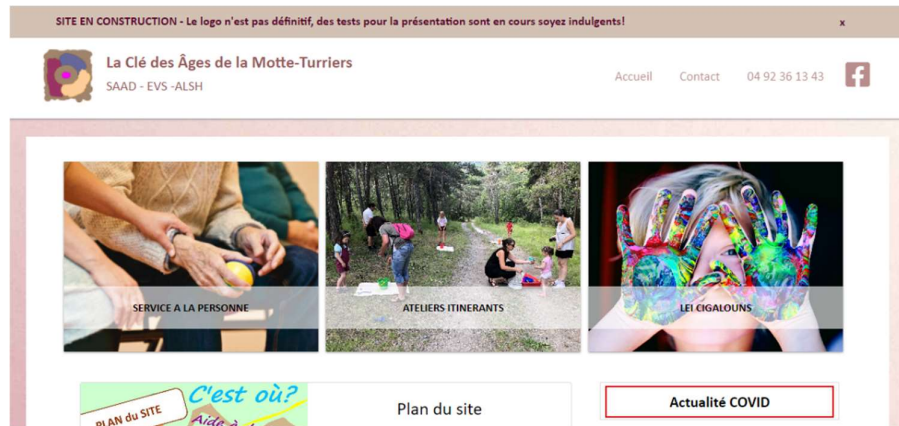 SITE EN CONSTRUCTION - Le logo n'est pas définitif, des tests pour la présentation sont en cours soyez indulgents!
x
La Clé des Âges de la Motte-Turriers
SAAD - EVS -ALSH
Accueil
Contact
04 92 36 13 43
SERVICE A LA PERSONNE
ATELIERS ITINERANTS
LEI CIGALOUNS
PLAN du SITE
C'est où?
Plan du site
Actualité COVID